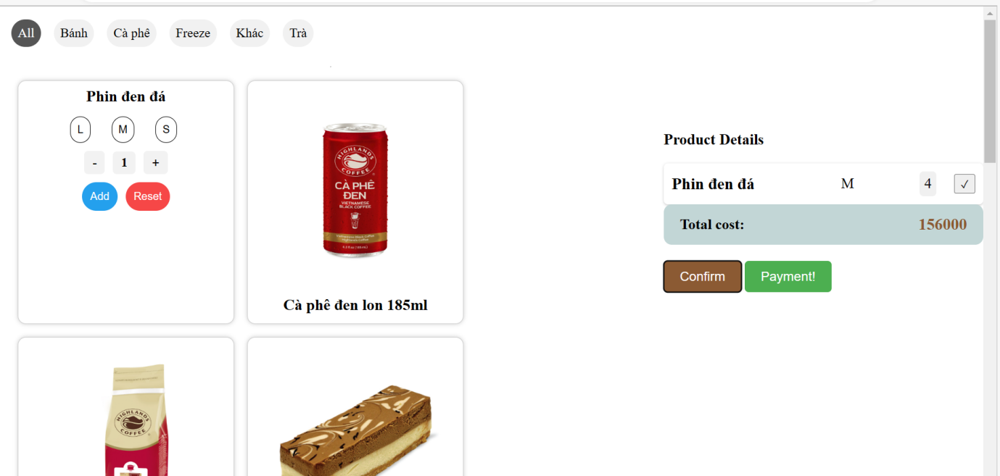 All Bánh Cà phê Freeze Khác Trà
Phin đen đá
L M S
- 1 +
Add Reset
HIGHLANDS
COFFEE
CÀ PHÊ
ĐEN
VIETNAMESE
BLACK COFFEE
Cà phê đen lon 185ml
Product Details
Phin đen đá M 4 ✓
Total cost: 156000
Confirm Payment!
HIGHLANDS
COFFEE